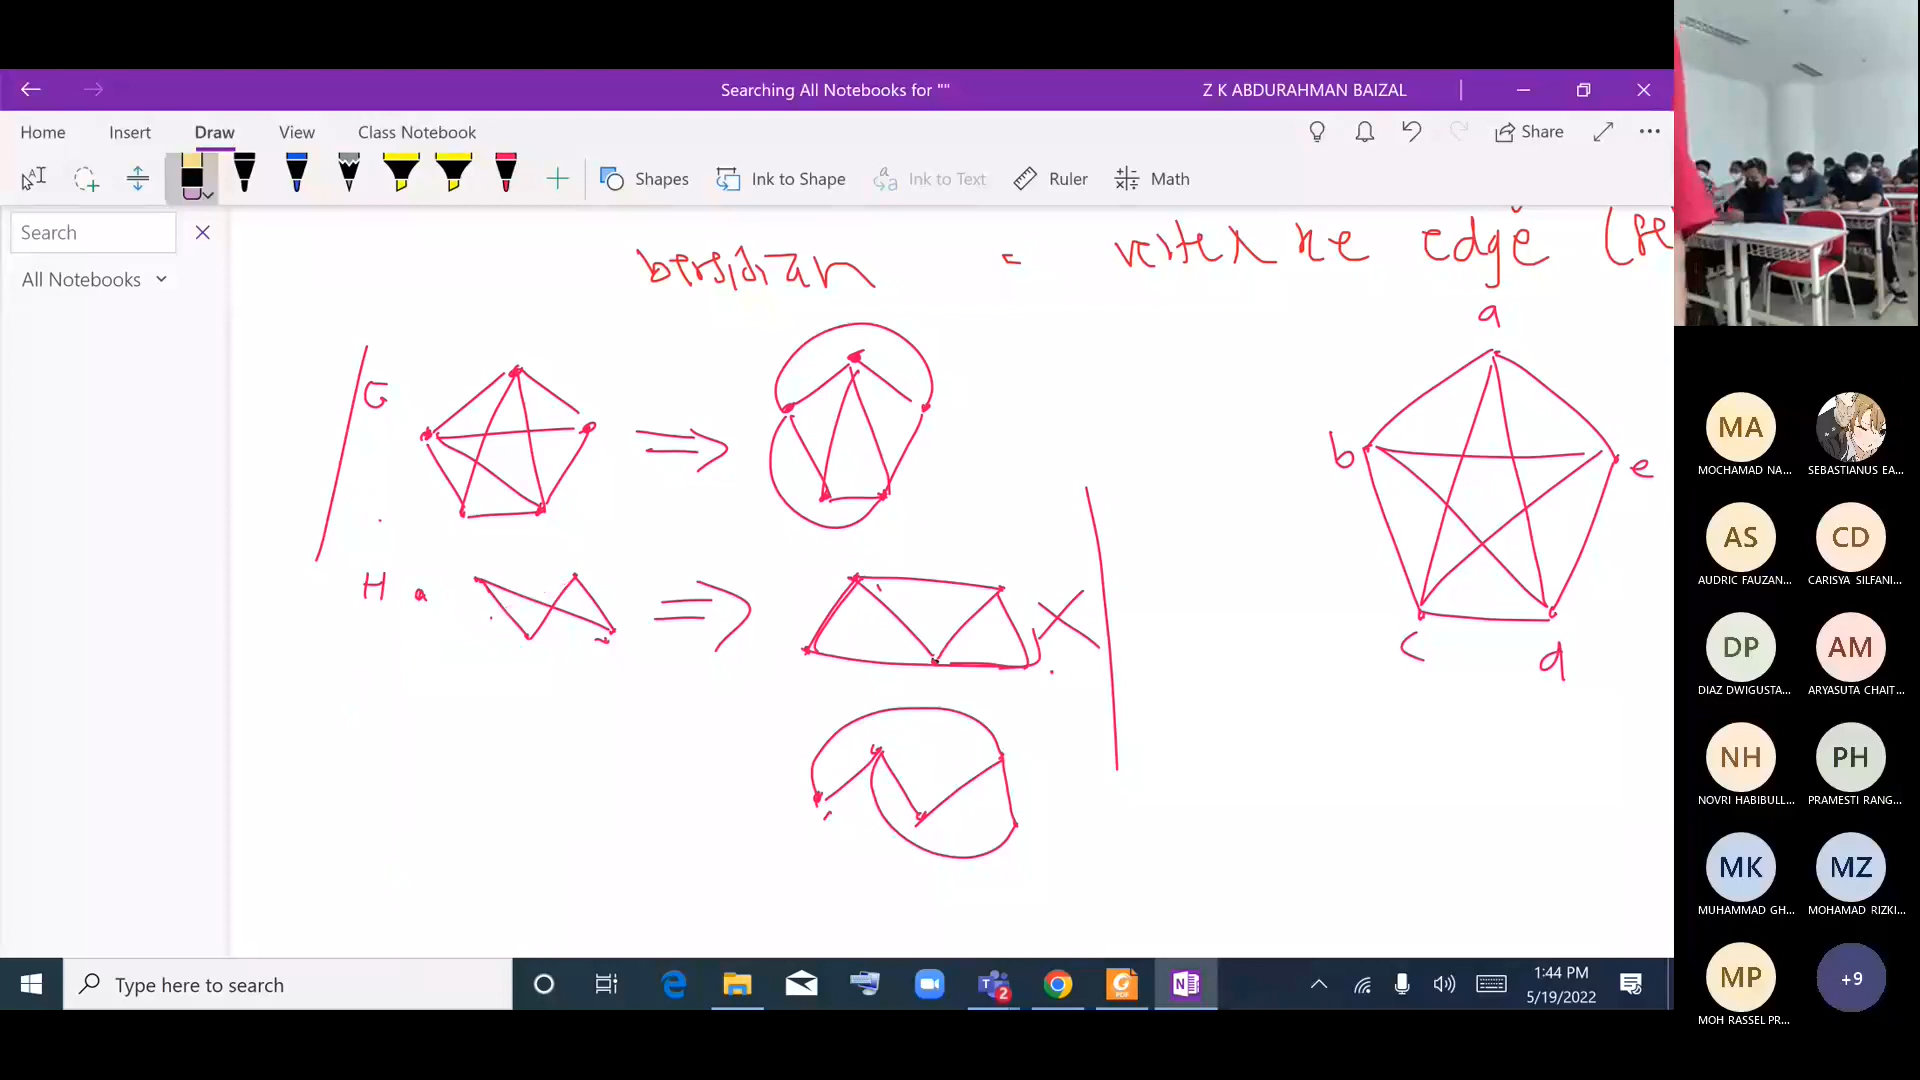 Searching All Notebooks for ""
Z K ABDURAHMAN BAIZAL
Home Insert Draw View Class Notebook
Share
Shapes Ink to Shape Ink to Text Ruler Math
Search
All Notebooks
bersisian = vertex ke edge
G
H a
a
b
e
c
d
MA
MOCHAMAD NA...
SEBASTIANUS EA...
AS
AUDRIC FAUZAN...
CD
CARISYA SILFANI...
DP
DIAZ DWIGUSTA...
AM
ARYASUTA CHAIT...
NH
NOVRI HABIBULL...
PH
PRAMESTI RANG...
MK
MUHAMMAD GH...
MZ
MOHAMAD RIZKI...
MP
MOH RASSEL PR...
+9
Type here to search
2
1:44 PM
5/19/2022